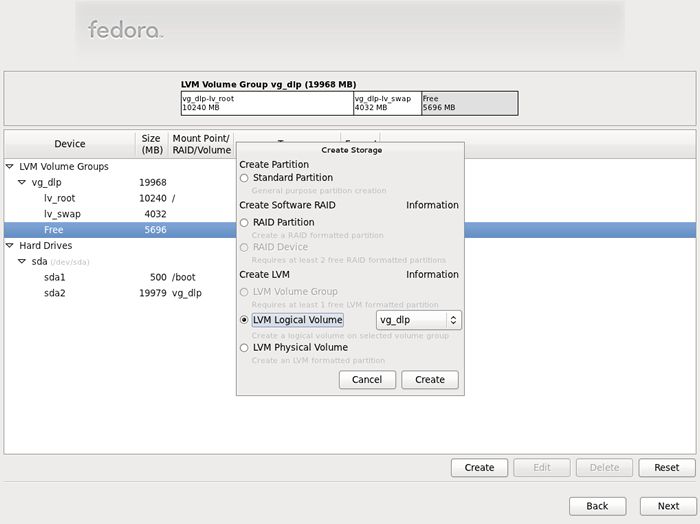 fedora.
LVM Volume Group vg_dlp (19968 MB)
vg_dlp-lv_root vg_dlp-lv_swap Free
10240 MB 4032 MB 5696 MB
Device Size (MB) Mount Point/ RAID/Volume
Create Storage
Create Partition
Standard Partition
General purpose partition creation
Create Software RAID Information
RAID Partition
Create a RAID formatted partition
RAID Device
Requires at least 2 free RAID formatted partitions
Create LVM Information
LVM Volume Group
Requires at least 1 free LVM formatted partition
LVM Logical Volume vg_dlp
Create a logical volume on selected volume group
LVM Physical Volume
Create an LVM formatted partition
Cancel Create
LVM Volume Groups
vg_dlp 19968
lv_root 10240 /
lv_swap 4032
Free 5696
Hard Drives
sda (/dev/sda)
sda1 500 /boot
sda2 19979 vg_dlp
Create Edit Delete Reset
Back Next